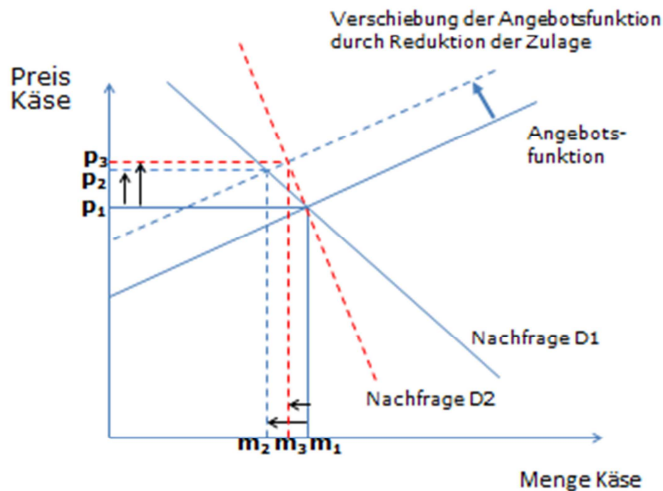 Verschiebung der Angebotsfunktion
durch Reduktion der Zulage
Preis
Käse
Angebots-
funktion
p3
p2
p1
Nachfrage D1
Nachfrage D2
m2 m3 m1
Menge Käse